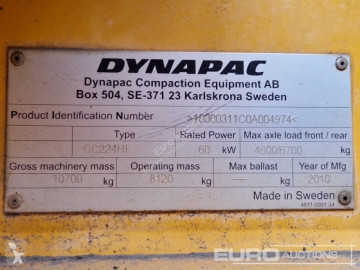 DYNAPAC
Dynapac Compaction Equipment AB
Box 504, SE-371 23 Karlskrona Sweden
Product Identification Number >10000311C0A004974<
Type Rated Power Max axle load front / rear
CC224HF 60 kW 4600/6700 kg
Gross machinery mass Operating mass Max ballast Year of Mfg
10700 kg 8120 kg kg 2010
Made in Sweden
EURO AUCTIONS